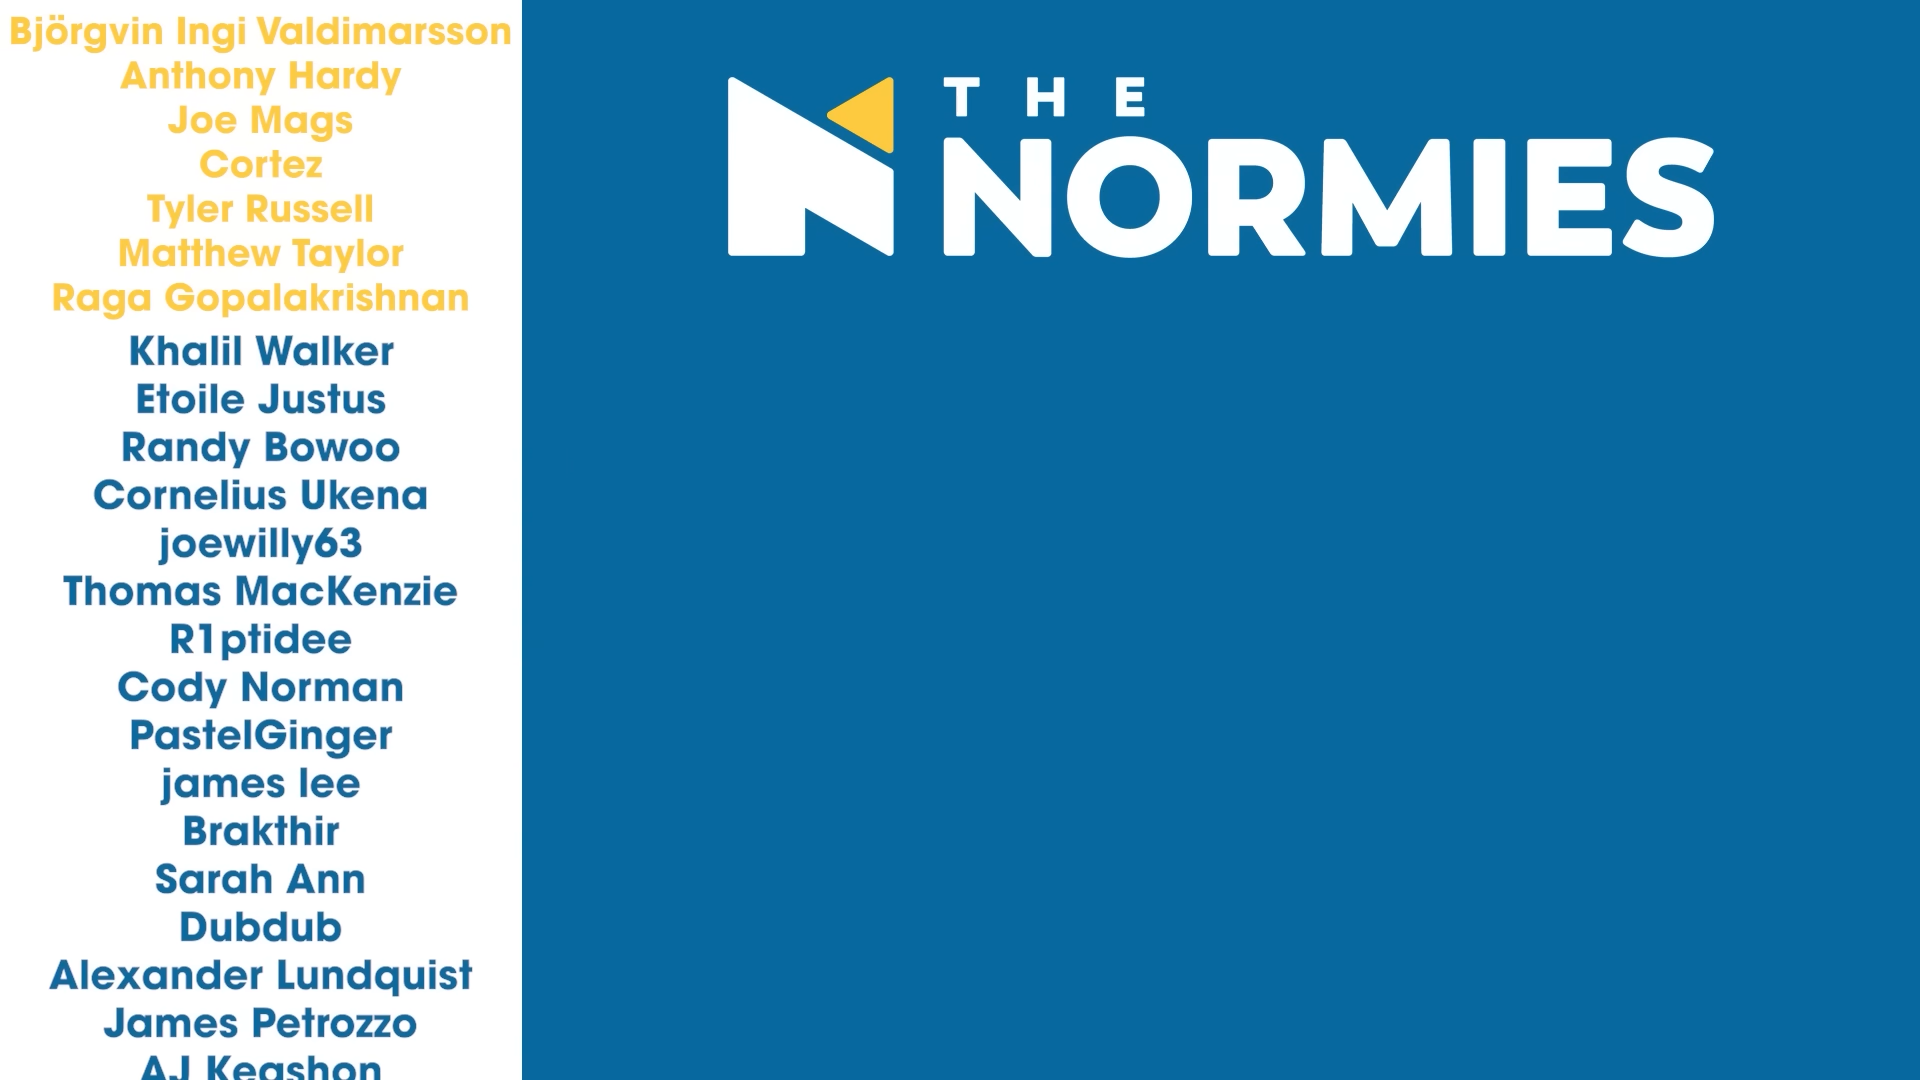 Björgvin Ingi Valdimarsson
Anthony Hardy
Joe Mags
Cortez
Tyler Russell
Matthew Taylor
Raga Gopalakrishnan
Khalil Walker
Etoile Justus
Randy Bowoo
Cornelius Ukena
joewilly63
Thomas MacKenzie
R1ptidee
Cody Norman
PastelGinger
james lee
Brakthir
Sarah Ann
Dubdub
Alexander Lundquist
James Petrozzo
AJ Keashon
THE
NORMIES